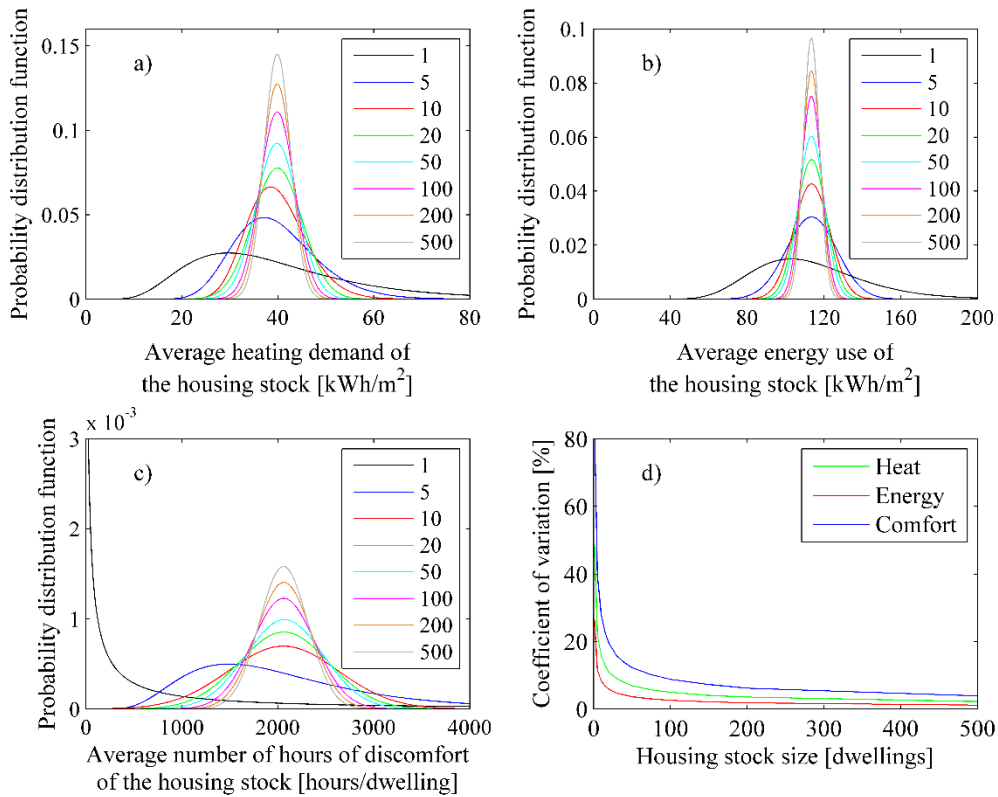 a)
Probability distribution function
0.15
0.1
0.05
0
0 20 40 60 80
Average heating demand of
the housing stock [kWh/m²]
1
5
10
20
50
100
200
500
b)
Probability distribution function
0.1
0.08
0.06
0.04
0.02
0
0 40 80 120 160 200
Average energy use of
the housing stock [kWh/m²]
1
5
10
20
50
100
200
500
c)
x 10⁻³
Probability distribution function
3
2
1
0
0 1000 2000 3000 4000
Average number of hours of discomfort
of the housing stock [hours/dwelling]
1
5
10
20
50
100
200
500
d)
Coefficient of variation [%]
80
60
40
20
0
0 100 200 300 400 500
Housing stock size [dwellings]
Heat
Energy
Comfort